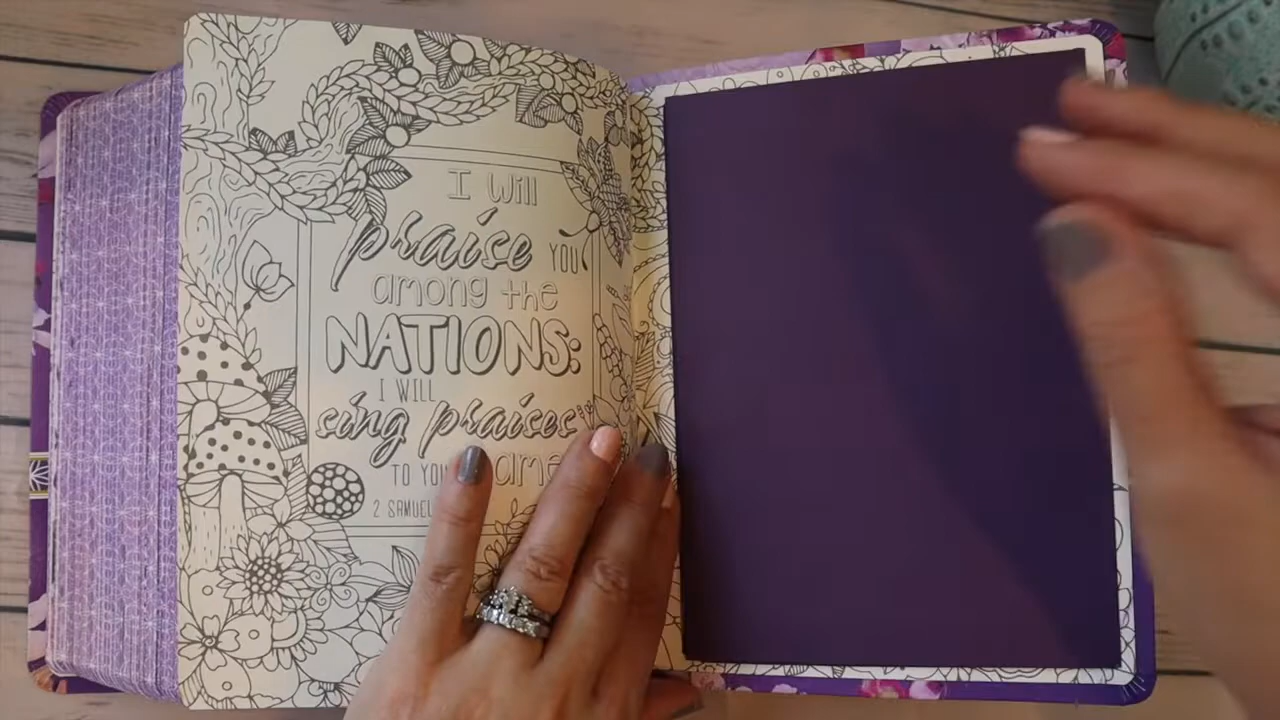 I Will
praise YOU
among the
NATIONS:
I WILL
sing praises
TO YOU
2 SAMUEL